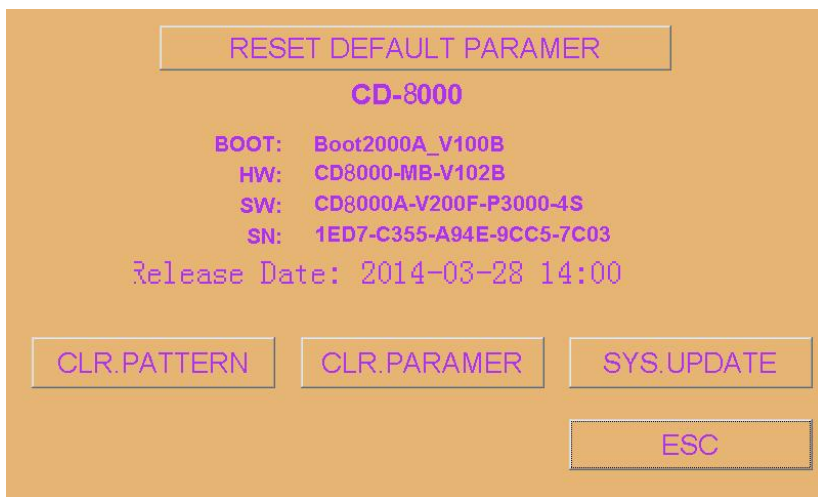 RESET DEFAULT PARAMER
CD-8000
BOOT: Boot2000A_V100B
HW: CD8000-MB-V102B
SW: CD8000A-V200F-P3000-4S
SN: 1ED7-C355-A94E-9CC5-7C03
Release Date: 2014-03-28 14:00
CLR.PATTERN CLR.PARAMER SYS.UPDATE
ESC